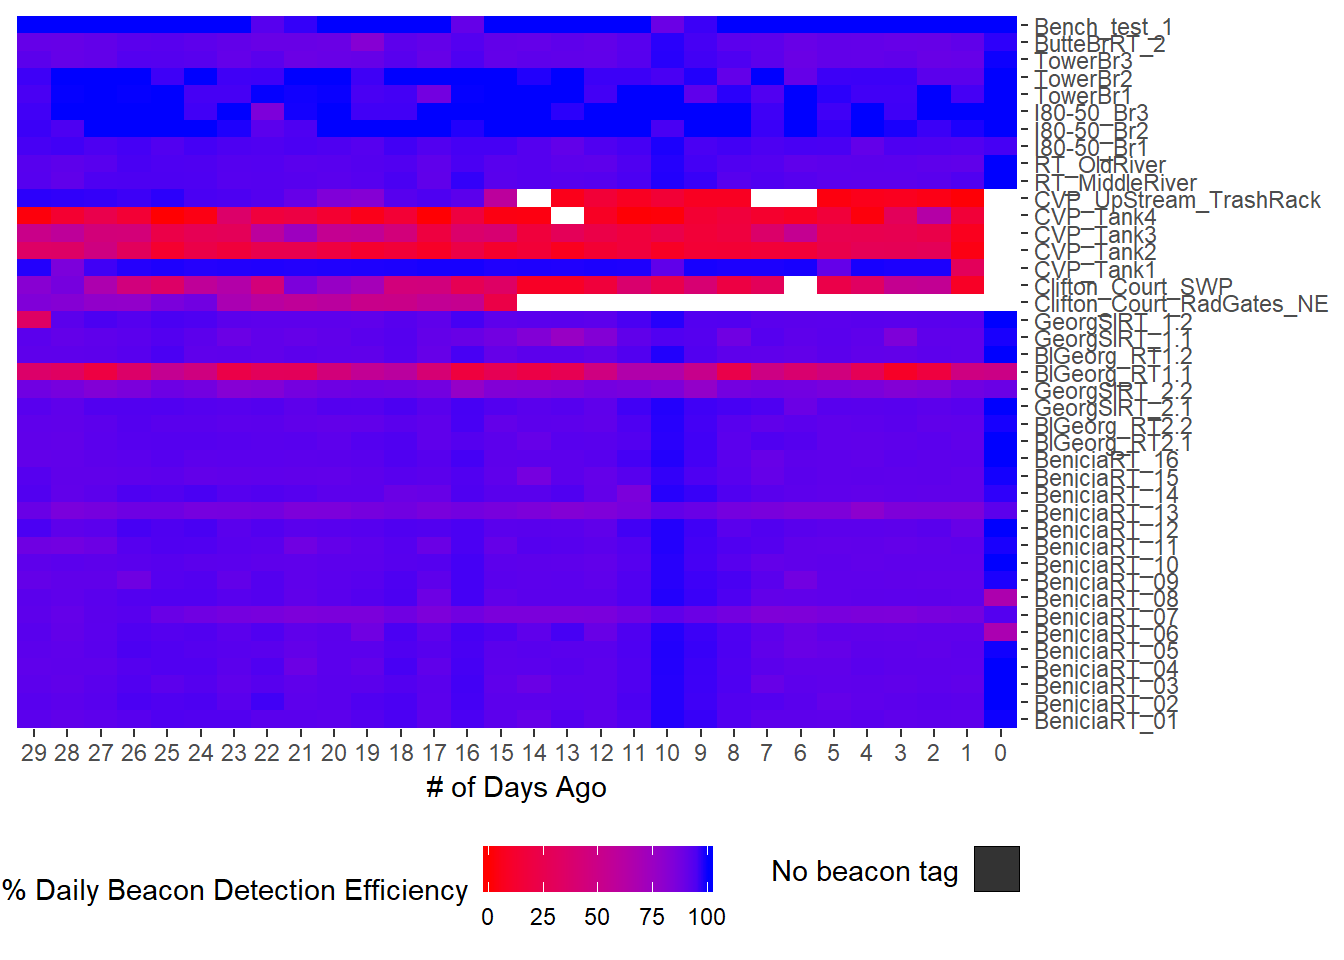 Bench_test_1
ButteBrRT_2
TowerBr3
TowerBr2
TowerBr1
I80-50_Br3
I80-50_Br2
I80-50_Br1
RT_OldRiver
RT_MiddleRiver
CVP_UpStream_TrashRack
CVP_Tank4
CVP_Tank3
CVP_Tank2
CVP_Tank1
Clifton_Court_SWP
Clifton_Court_RadGates_NE
GeorgSlRT_1.2
GeorgSlRT_1.1
BlGeorg_RT1.2
BlGeorg_RT1.1
GeorgSlRT_2.2
GeorgSlRT_2.1
BlGeorg_RT2.2
BlGeorg_RT2.1
BeniciaRT_16
BeniciaRT_15
BeniciaRT_14
BeniciaRT_13
BeniciaRT_12
BeniciaRT_11
BeniciaRT_10
BeniciaRT_09
BeniciaRT_08
BeniciaRT_07
BeniciaRT_06
BeniciaRT_05
BeniciaRT_04
BeniciaRT_03
BeniciaRT_02
BeniciaRT_01
29 28 27 26 25 24 23 22 21 20 19 18 17 16 15 14 13 12 11 10 9 8 7 6 5 4 3 2 1 0
# of Days Ago
% Daily Beacon Detection Efficiency
0 25 50 75 100
No beacon tag